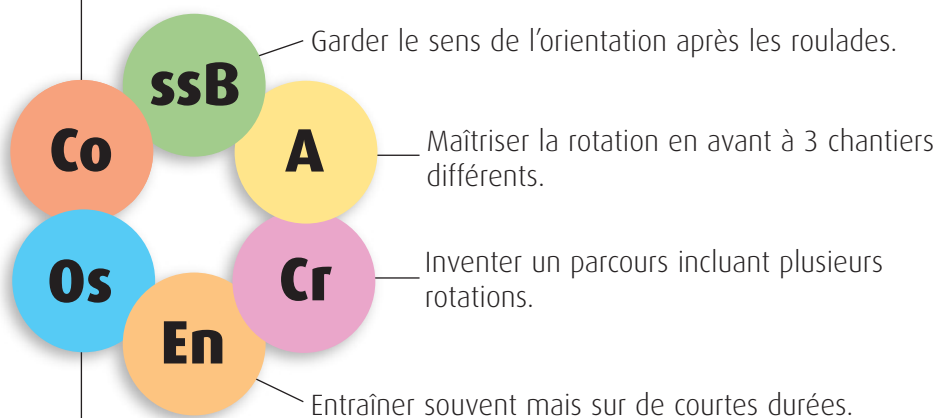 ssB
Garder le sens de l’orientation après les roulades.
Co
A
Maîtriser la rotation en avant à 3 chantiers
différents.
Os
Cr
Inventer un parcours incluant plusieurs
rotations.
En
Entraîner souvent mais sur de courtes durées.